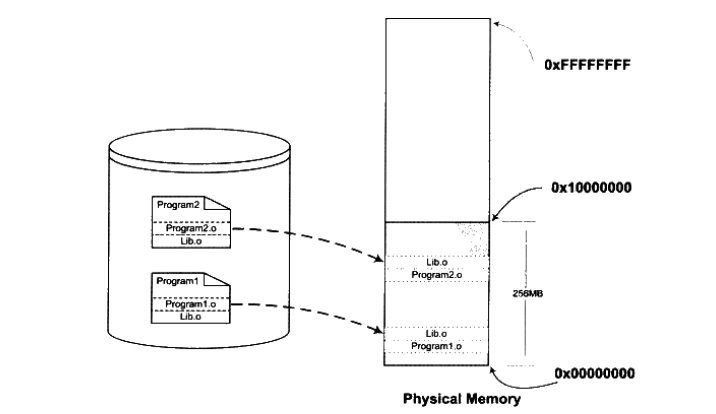 Program2
Program2.o
Lib.o
Program1
Program1.o
Lib.o
0xFFFFFFFF
0x10000000
Lib.o
Program2.o
256MB
Lib.o
Program1.o
0x00000000
Physical Memory